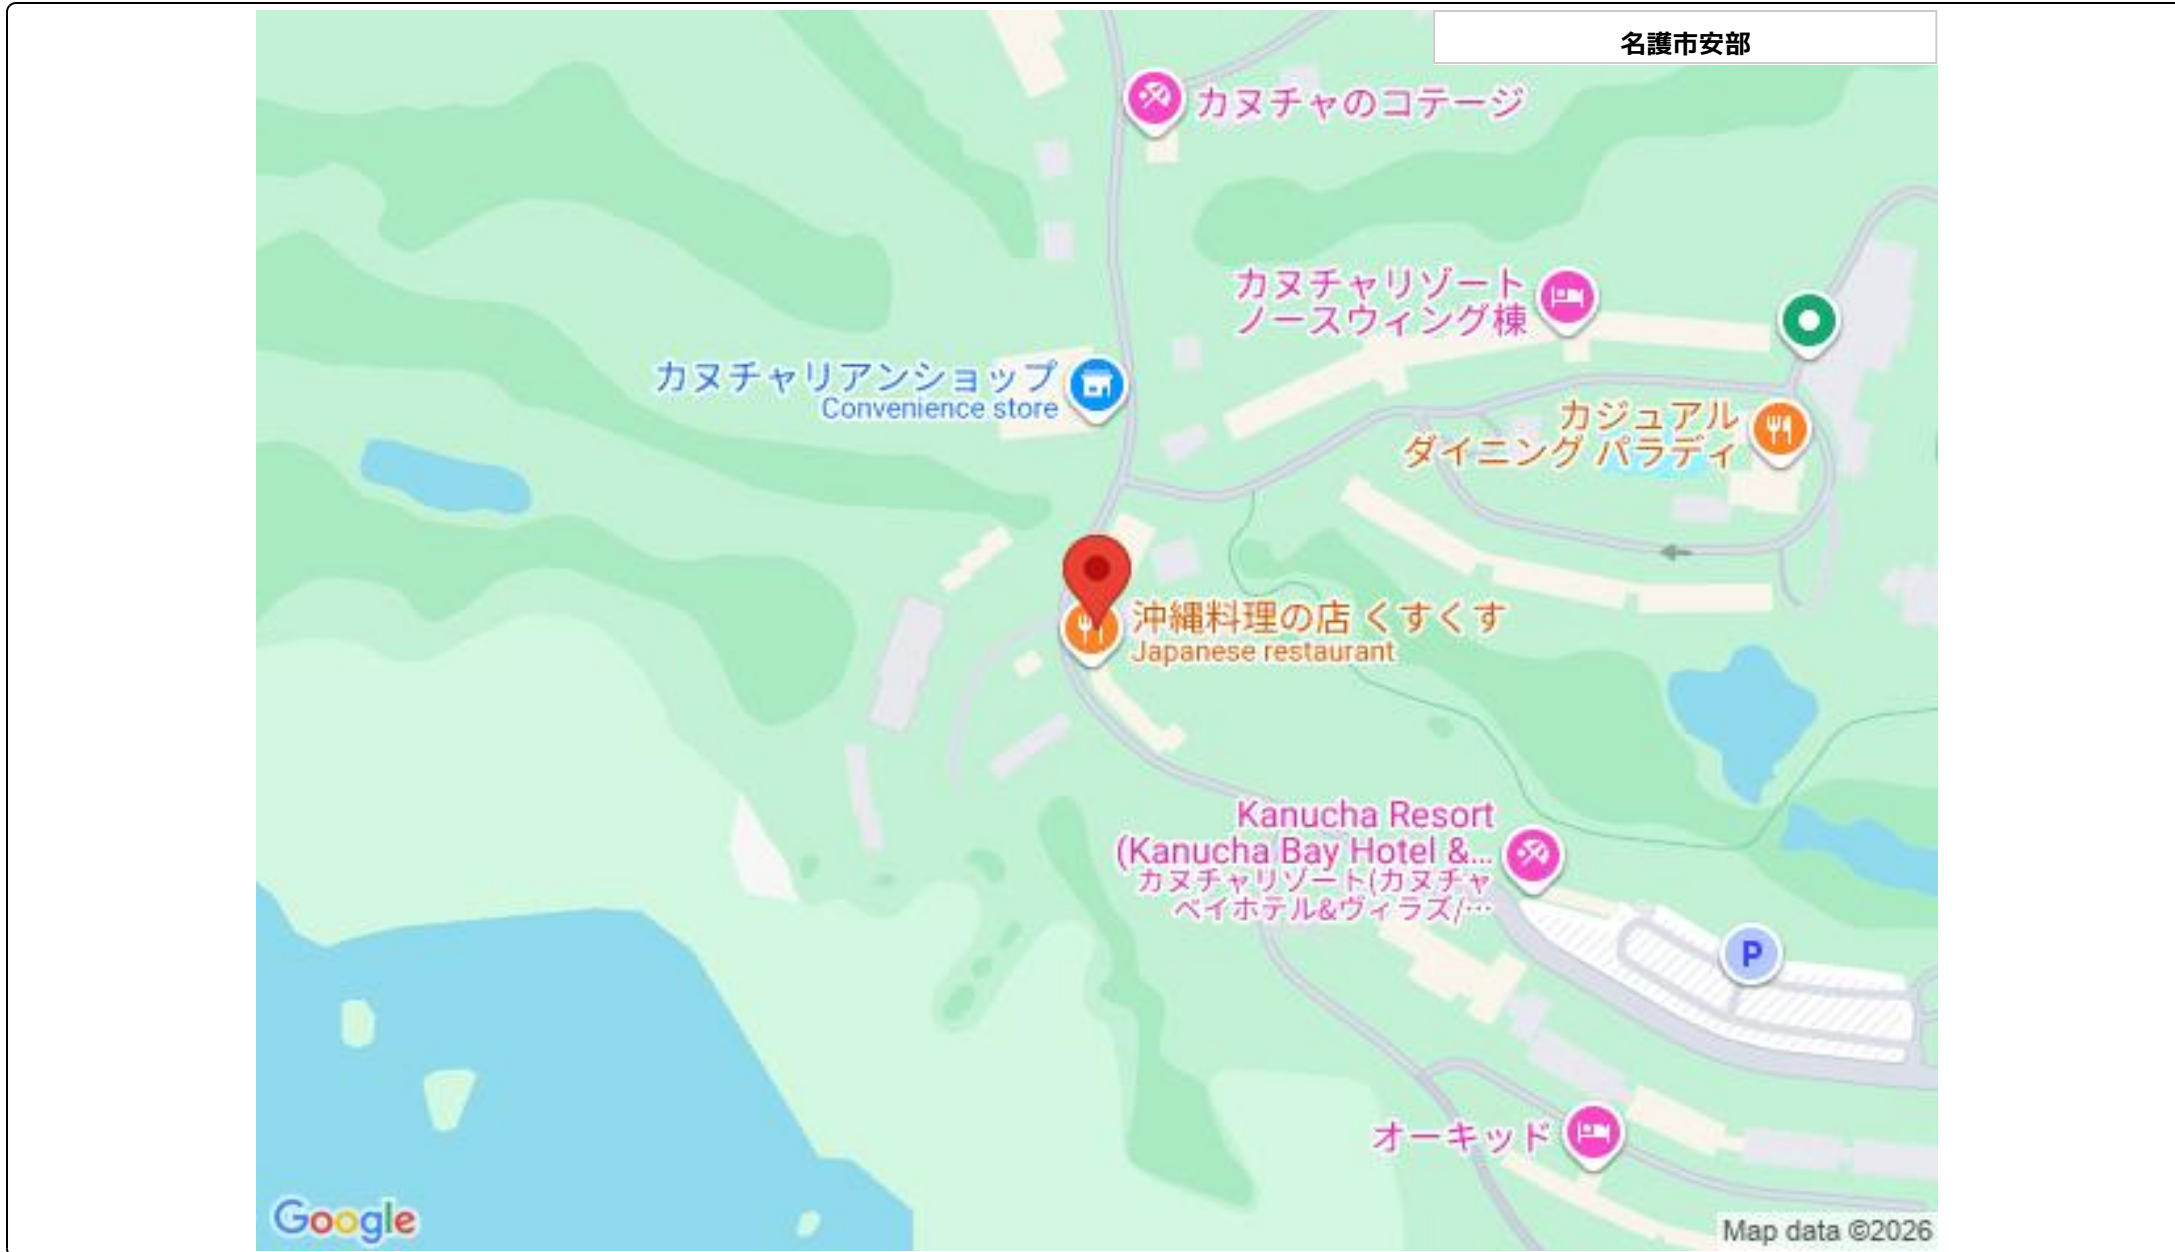 名護市安部
カヌチャのコテージ
カヌチャリゾート
ノースウィング棟
カヌチャリアンショップ
Convenience store
カジュアル
ダイニング パラディ
沖縄料理の店 くすくす
Japanese restaurant
Kanucha Resort
(Kanucha Bay Hotel &...
カヌチャリゾート(カヌチャ
ベイホテル&ヴィラズ/…
P
オーキッド
Google
Map data ©2026